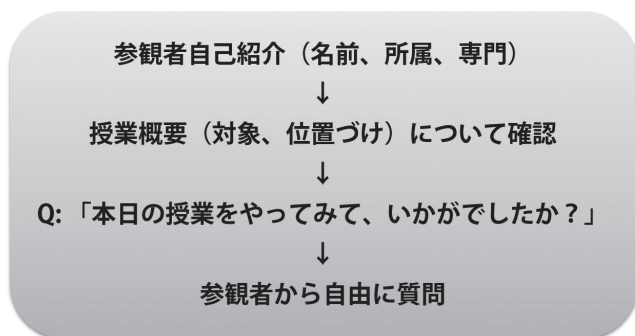 参観者自己紹介（名前、所属、専門）
↓
授業概要（対象、位置づけ）について確認
↓
Q: 「本日の授業をやってみて、いかがでしたか？」
↓
参観者から自由に質問